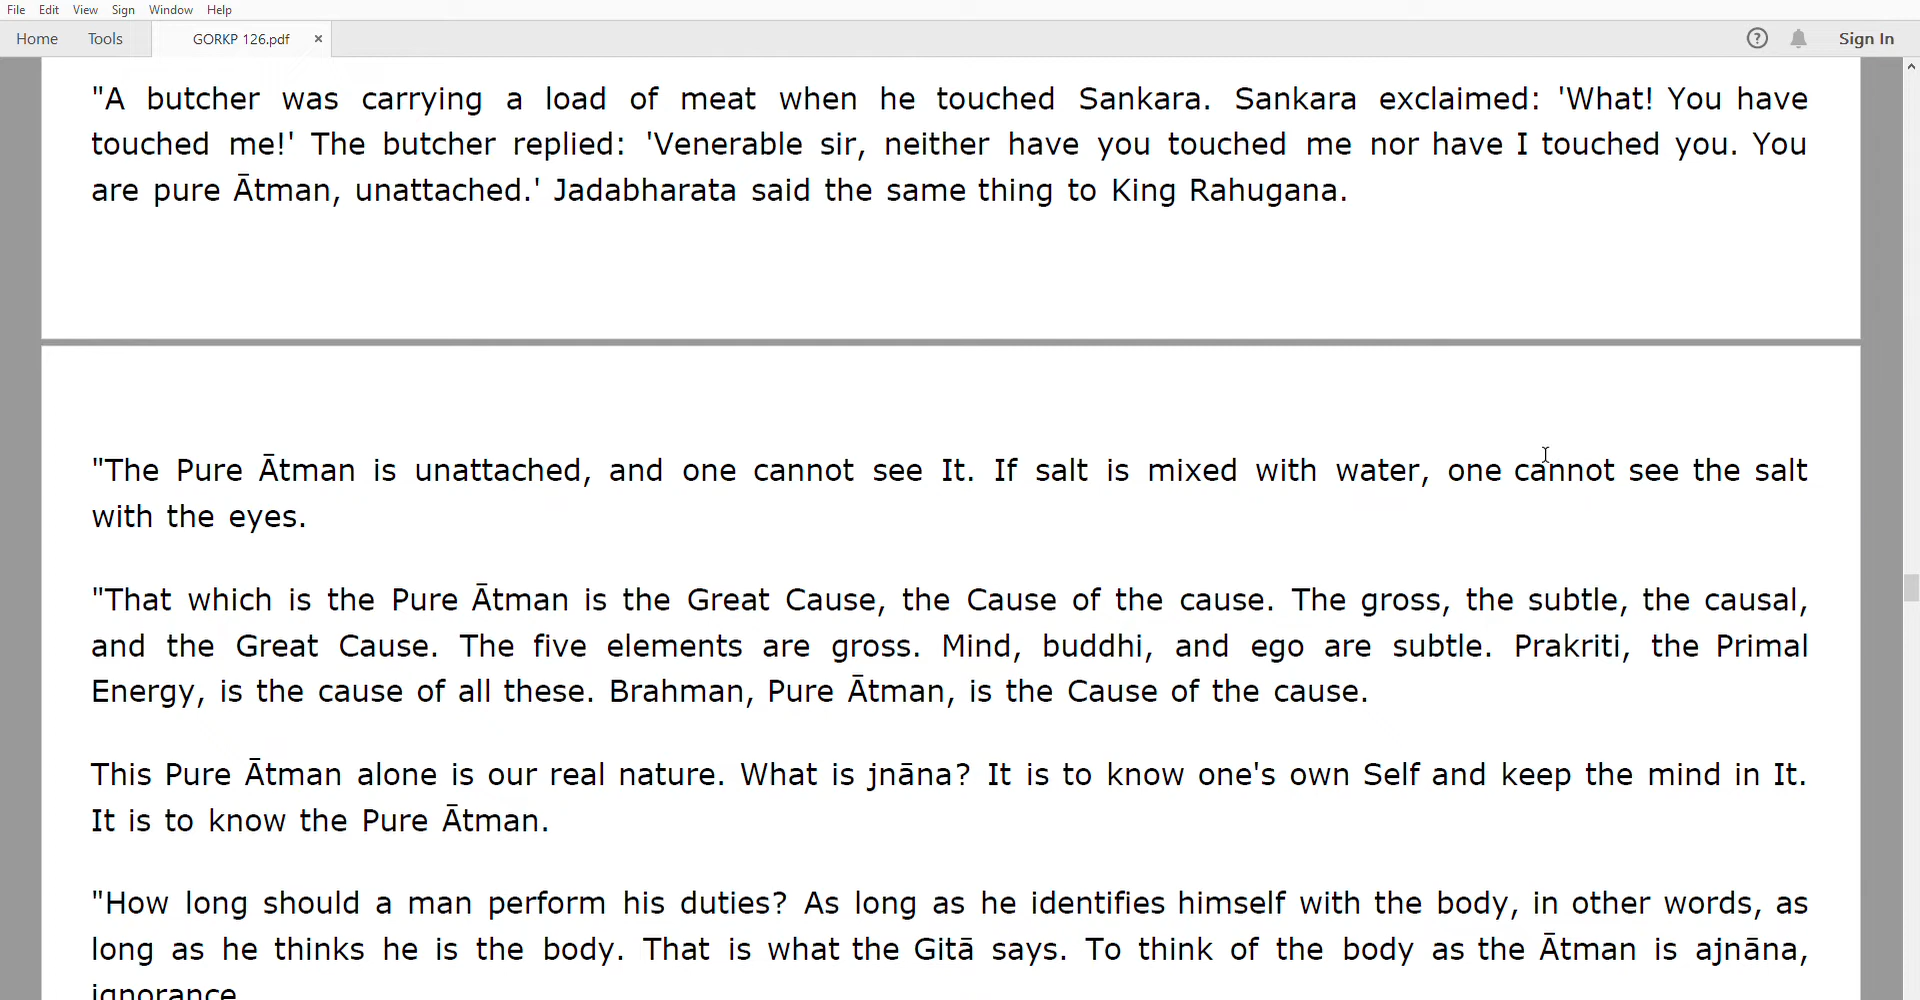 File Edit View Sign Window Help
Home Tools GORKP 126.pdf × ? Sign In
"A butcher was carrying a load of meat when he touched Sankara. Sankara exclaimed: 'What! You have
touched me!' The butcher replied: 'Venerable sir, neither have you touched me nor have I touched you. You
are pure Ātman, unattached.' Jadabharata said the same thing to King Rahugana.
"The Pure Ātman is unattached, and one cannot see It. If salt is mixed with water, one cannot see the salt
with the eyes.
"That which is the Pure Ātman is the Great Cause, the Cause of the cause. The gross, the subtle, the causal,
and the Great Cause. The five elements are gross. Mind, buddhi, and ego are subtle. Prakriti, the Primal
Energy, is the cause of all these. Brahman, Pure Ātman, is the Cause of the cause.
This Pure Ātman alone is our real nature. What is jnāna? It is to know one's own Self and keep the mind in It.
It is to know the Pure Ātman.
"How long should a man perform his duties? As long as he identifies himself with the body, in other words, as
long as he thinks he is the body. That is what the Gitā says. To think of the body as the Ātman is ajnāna,
ignorance